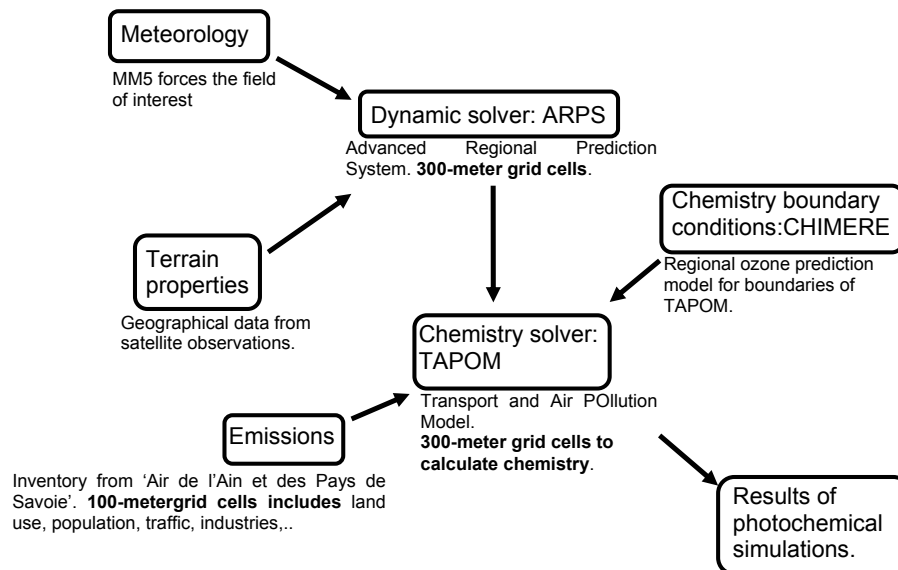 Meteorology
MM5 forces the field
of interest
Dynamic solver: ARPS
Advanced Regional Prediction
System. 300-meter grid cells.
Terrain
properties
Geographical data from
satellite observations.
Chemistry boundary
conditions:CHIMERE
Regional ozone prediction
model for boundaries of
TAPOM.
Chemistry solver:
TAPOM
Transport and Air POllution
Model.
300-meter grid cells to
calculate chemistry.
Emissions
Inventory from ‘Air de l’Ain et des Pays de
Savoie’. 100-metergrid cells includes land
use, population, traffic, industries,..
Results of
photochemical
simulations.